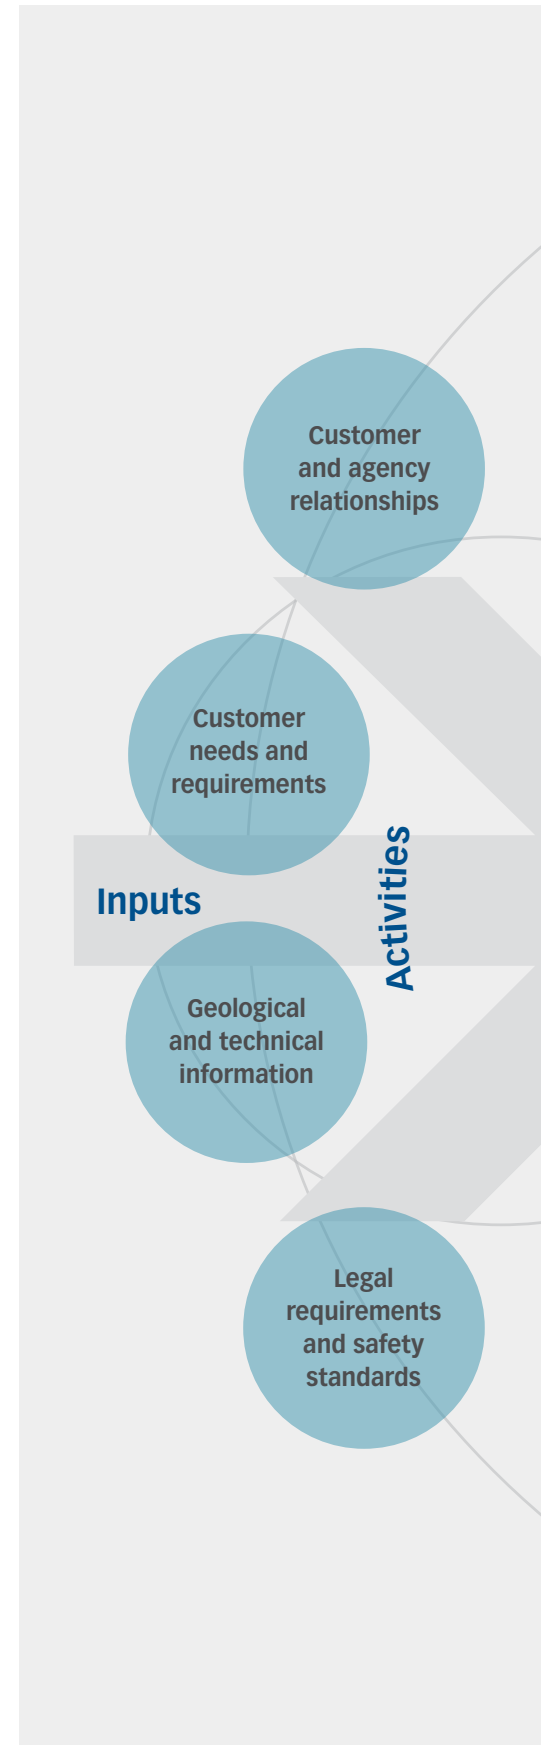 Customer
and agency
relationships
Customer
needs and
requirements
Inputs
Activities
Geological
and technical
information
Legal
requirements
and safety
standards